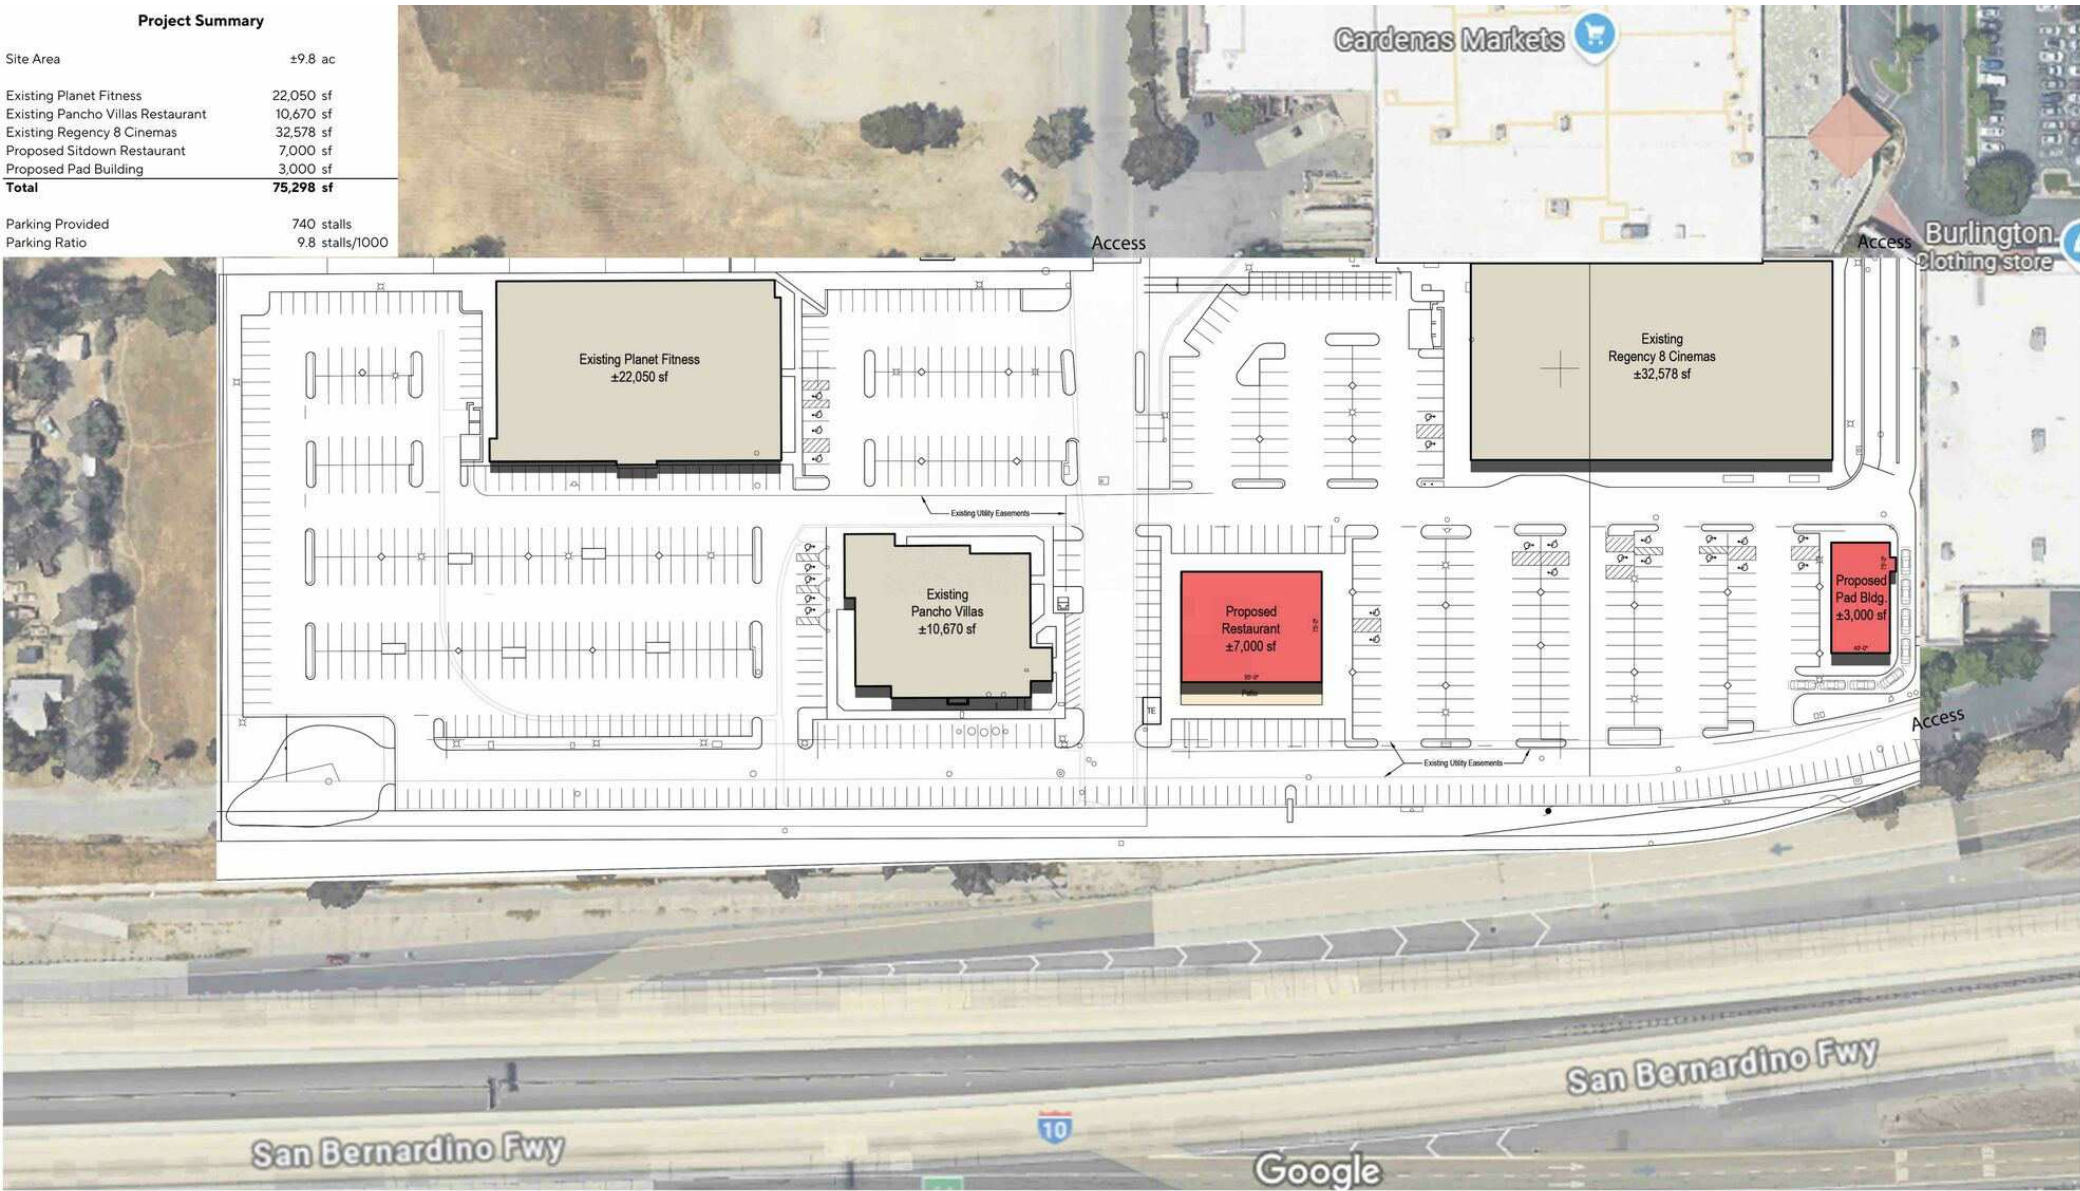 Project Summary
Site Area ±9.8 ac
Existing Planet Fitness 22,050 sf
Existing Pancho Villas Restaurant 10,670 sf
Existing Regency 8 Cinemas 32,578 sf
Proposed Sitdown Restaurant 7,000 sf
Proposed Pad Building 3,000 sf
Total 75,298 sf
Parking Provided 740 stalls
Parking Ratio 9.8 stalls/1000
Cardenas Markets
Access
Access
Burlington
Clothing store
Existing Planet Fitness
±22,050 sf
Existing
Regency 8 Cinemas
±32,578 sf
Existing Utility Easements
Existing
Pancho Villas
±10,670 sf
Proposed
Restaurant
±7,000 sf
Patio
TE
Proposed
Pad Bldg.
±3,000 sf
40'-0"
Access
Existing Utility Easements
San Bernardino Fwy
San Bernardino Fwy
10
Google